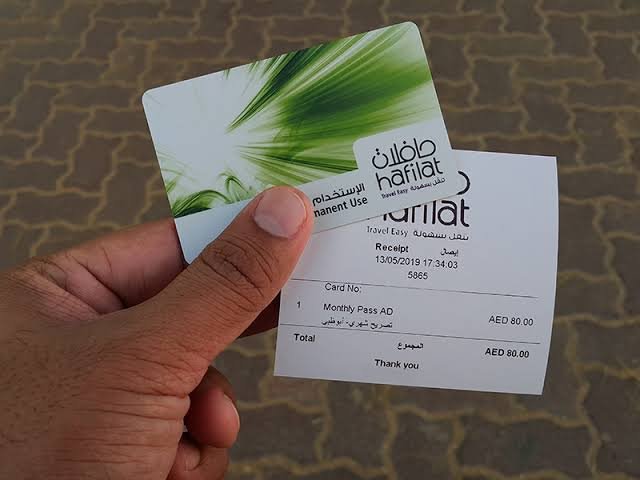 حافلات
hafilat
Travel Easy تنقل بسهولة
الإستخدام
manent Use
hafilat
Travel Easy تنقل بسهولة
Receipt إيصال
13/05/2019 17:34:03
5865
Card No:
1 Monthly Pass AD AED 80.00
تصريح شهري- أبوظبي
Total المجموع AED 80.00
Thank you